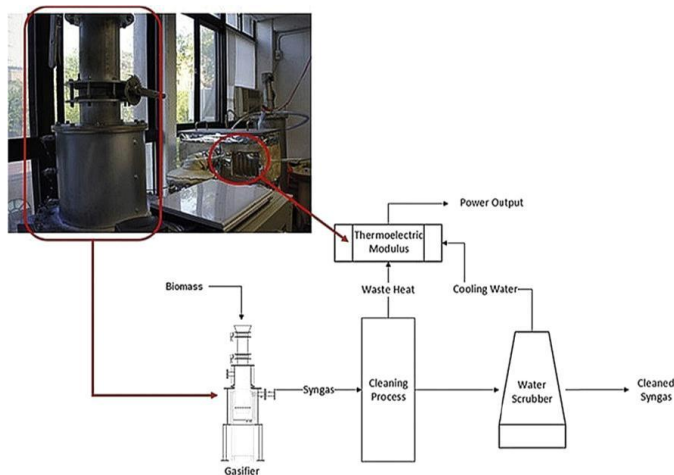 Power Output
Thermoelectric
Modulus
Waste Heat
Cooling Water
Biomass
Syngas
Cleaning
Process
Water
Scrubber
Cleaned
Syngas
Gasifier